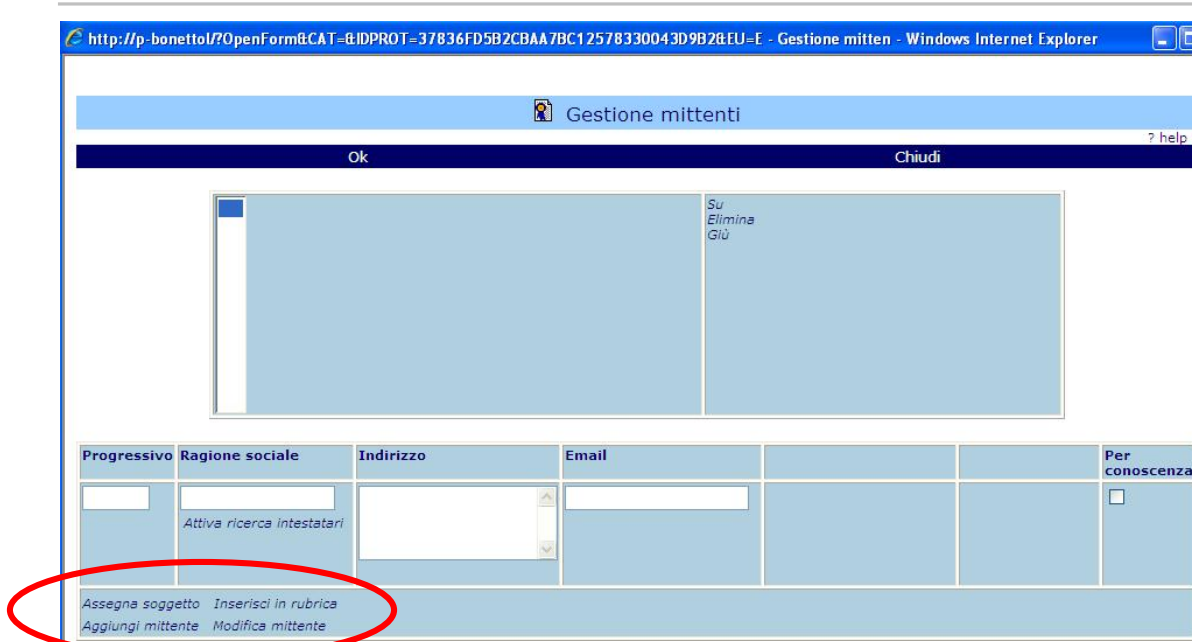 http://p-bonettol/?OpenForm&CAT=&IDPROT=37836FD5B2CBAA7BC12578330043D9B2&EU=E - Gestione mitten - Windows Internet Explorer
Gestione mittenti
? help
Ok Chiudi
Su
Elimina
Giù
Progressivo Ragione sociale Indirizzo Email Per conoscenza
Attiva ricerca intestatari
Assegna soggetto Inserisci in rubrica
Aggiungi mittente Modifica mittente